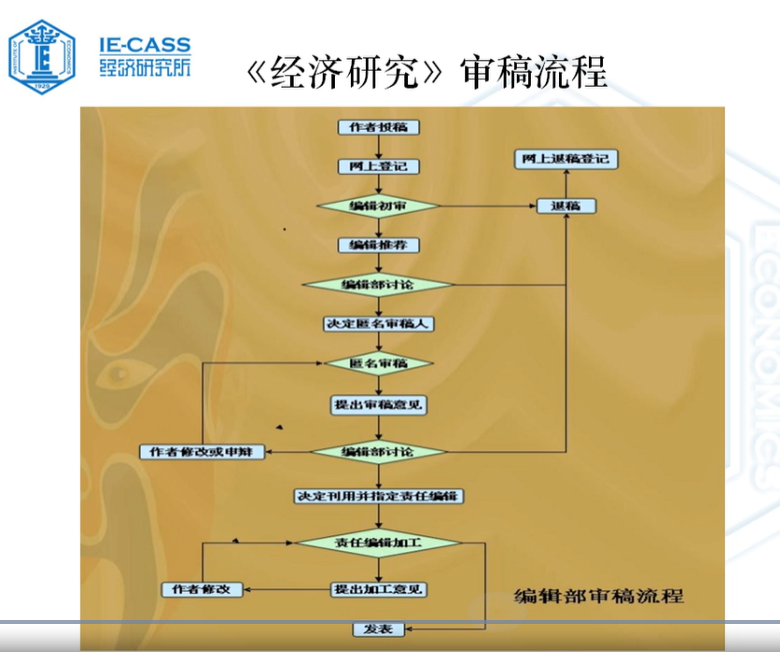 IE-CASS
经济研究所
INSTITUTE OF
ECONOMICS
IE
1929
《经济研究》审稿流程
作者投稿
网上登记
网上退稿登记
编辑初审
退稿
编辑推荐
编辑部讨论
决定匿名审稿人
匿名审稿
提出审稿意见
作者修改或申辩
编辑部讨论
决定刊用并指定责任编辑
责任编辑加工
作者修改
提出加工意见
编辑部审稿流程
发表
ECONOMICS